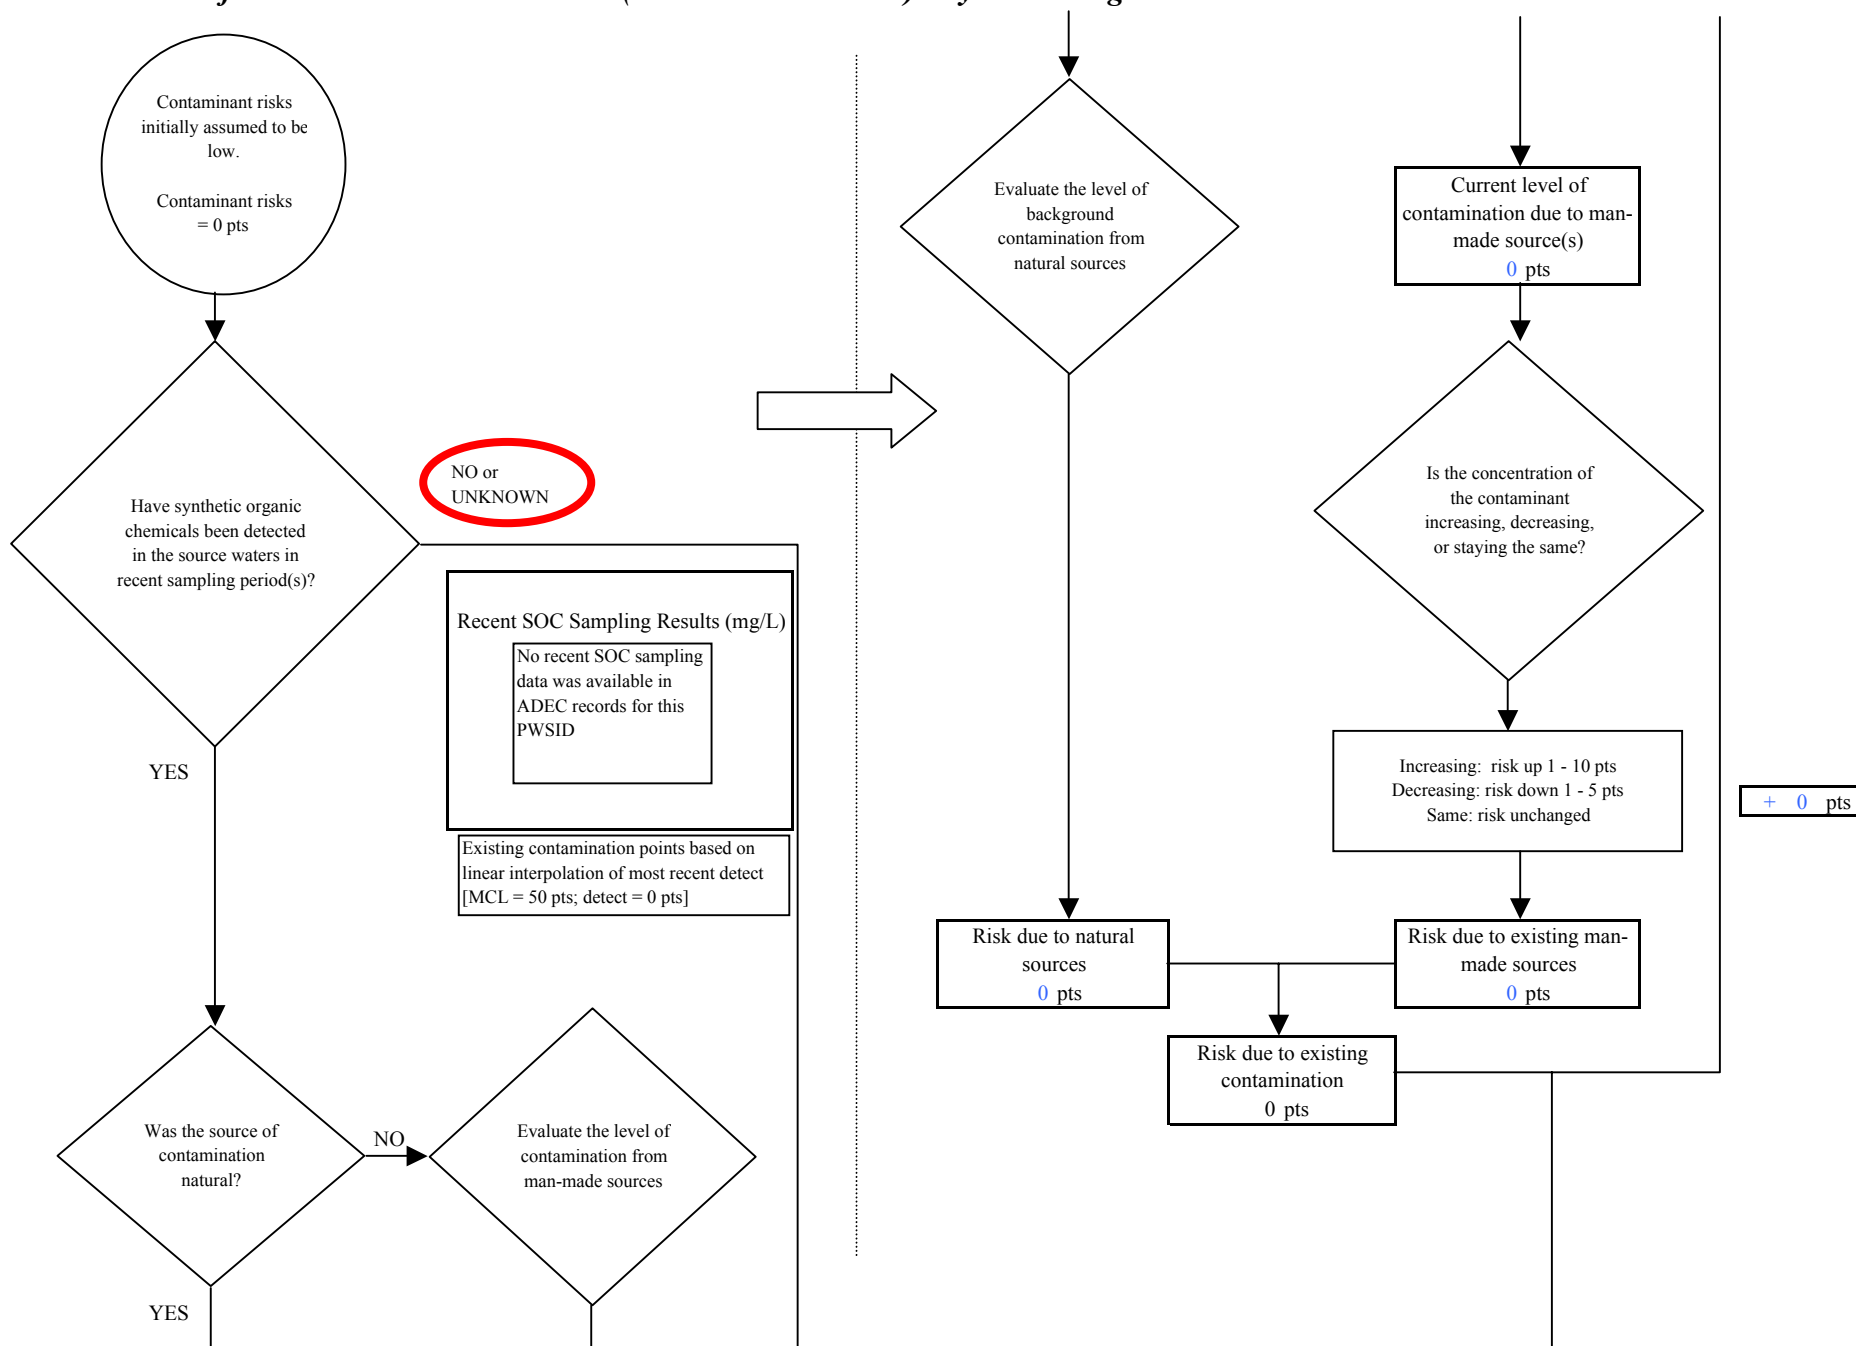 Contaminant risks
initially assumed to be
low.
Contaminant risks
= 0 pts
Have synthetic organic
chemicals been detected
in the source waters in
recent sampling period(s)?
NO or
UNKNOWN
Recent SOC Sampling Results (mg/L)
No recent SOC sampling
data was available in
ADEC records for this
PWSID
Existing contamination points based on
linear interpolation of most recent detect
[MCL = 50 pts; detect = 0 pts]
YES
Was the source of
contamination
natural?
NO
Evaluate the level of
contamination from
man-made sources
YES
Evaluate the level of
background
contamination from
natural sources
Current level of
contamination due to man-
made source(s)
0 pts
Is the concentration of
the contaminant
increasing, decreasing,
or staying the same?
Increasing: risk up 1 - 10 pts
Decreasing: risk down 1 - 5 pts
Same: risk unchanged
+ 0 pts
Risk due to natural
sources
0 pts
Risk due to existing man-
made sources
0 pts
Risk due to existing
contamination
0 pts